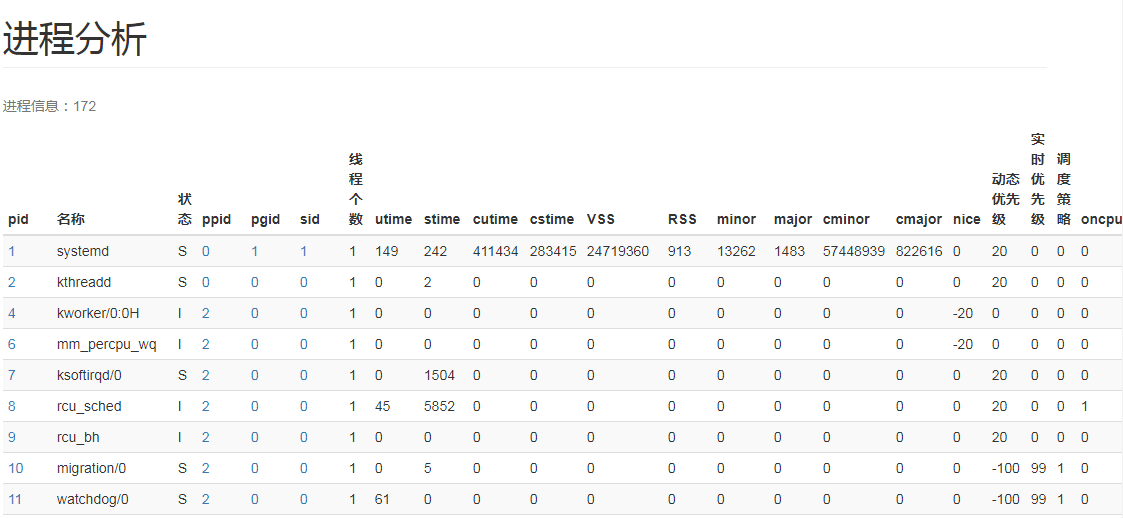 进程分析
进程信息：172
pid 名称 状态 ppid pgid sid 线程个数 utime stime cutime cstime VSS RSS minor major cminor cmajor nice 动态优先级 实时优先级 调度策略 oncpu
1 systemd S 0 1 1 1 149 242 411434 283415 24719360 913 13262 1483 57448939 822616 0 20 0 0 0
2 kthreadd S 0 0 0 1 0 2 0 0 0 0 0 0 0 0 0 20 0 0 0
4 kworker/0:0H I 2 0 0 1 0 0 0 0 0 0 0 0 0 0 -20 0 0 0 0
6 mm_percpu_wq I 2 0 0 1 0 0 0 0 0 0 0 0 0 0 -20 0 0 0 0
7 ksoftirqd/0 S 2 0 0 1 0 1504 0 0 0 0 0 0 0 0 0 20 0 0 0
8 rcu_sched I 2 0 0 1 45 5852 0 0 0 0 0 0 0 0 0 20 0 0 1
9 rcu_bh I 2 0 0 1 0 0 0 0 0 0 0 0 0 0 0 20 0 0 0
10 migration/0 S 2 0 0 1 0 5 0 0 0 0 0 0 0 0 0 -100 99 1 0
11 watchdog/0 S 2 0 0 1 61 0 0 0 0 0 0 0 0 0 0 -100 99 1 0